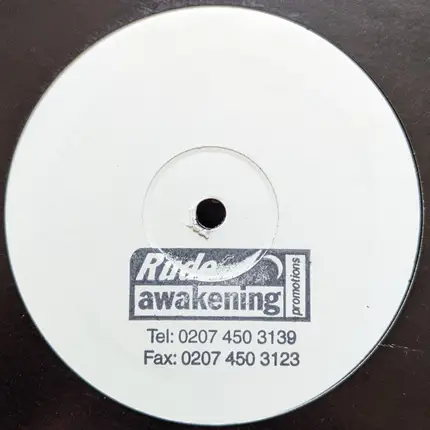 Rude
awakening
promotions
Tel: 0207 450 3139
Fax: 0207 450 3123